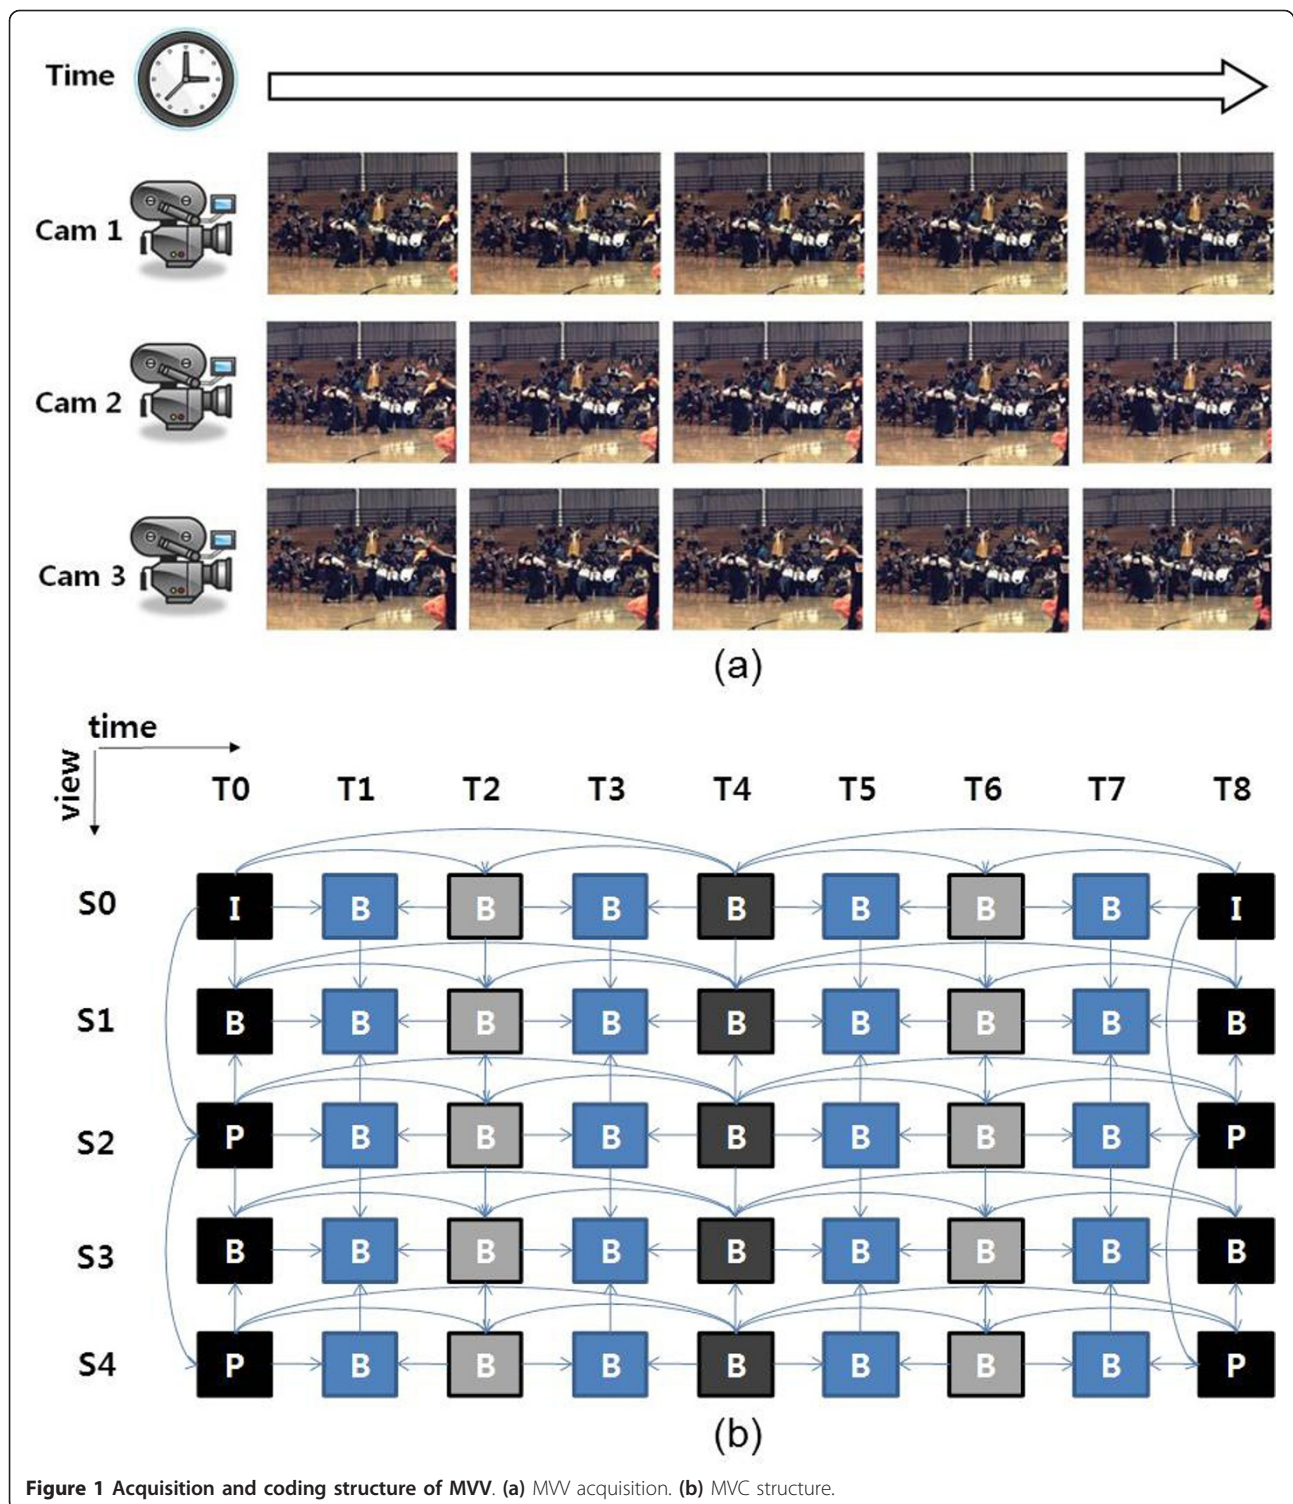 Time
Cam 1
Cam 2
Cam 3
(a)
time
view
T0 T1 T2 T3 T4 T5 T6 T7 T8
S0 I B B B B B B B I
S1 B B B B B B B B B
S2 P B B B B B B B P
S3 B B B B B B B B B
S4 P B B B B B B B P
(b)
Figure 1 Acquisition and coding structure of MVV. (a) MVV acquisition. (b) MVC structure.